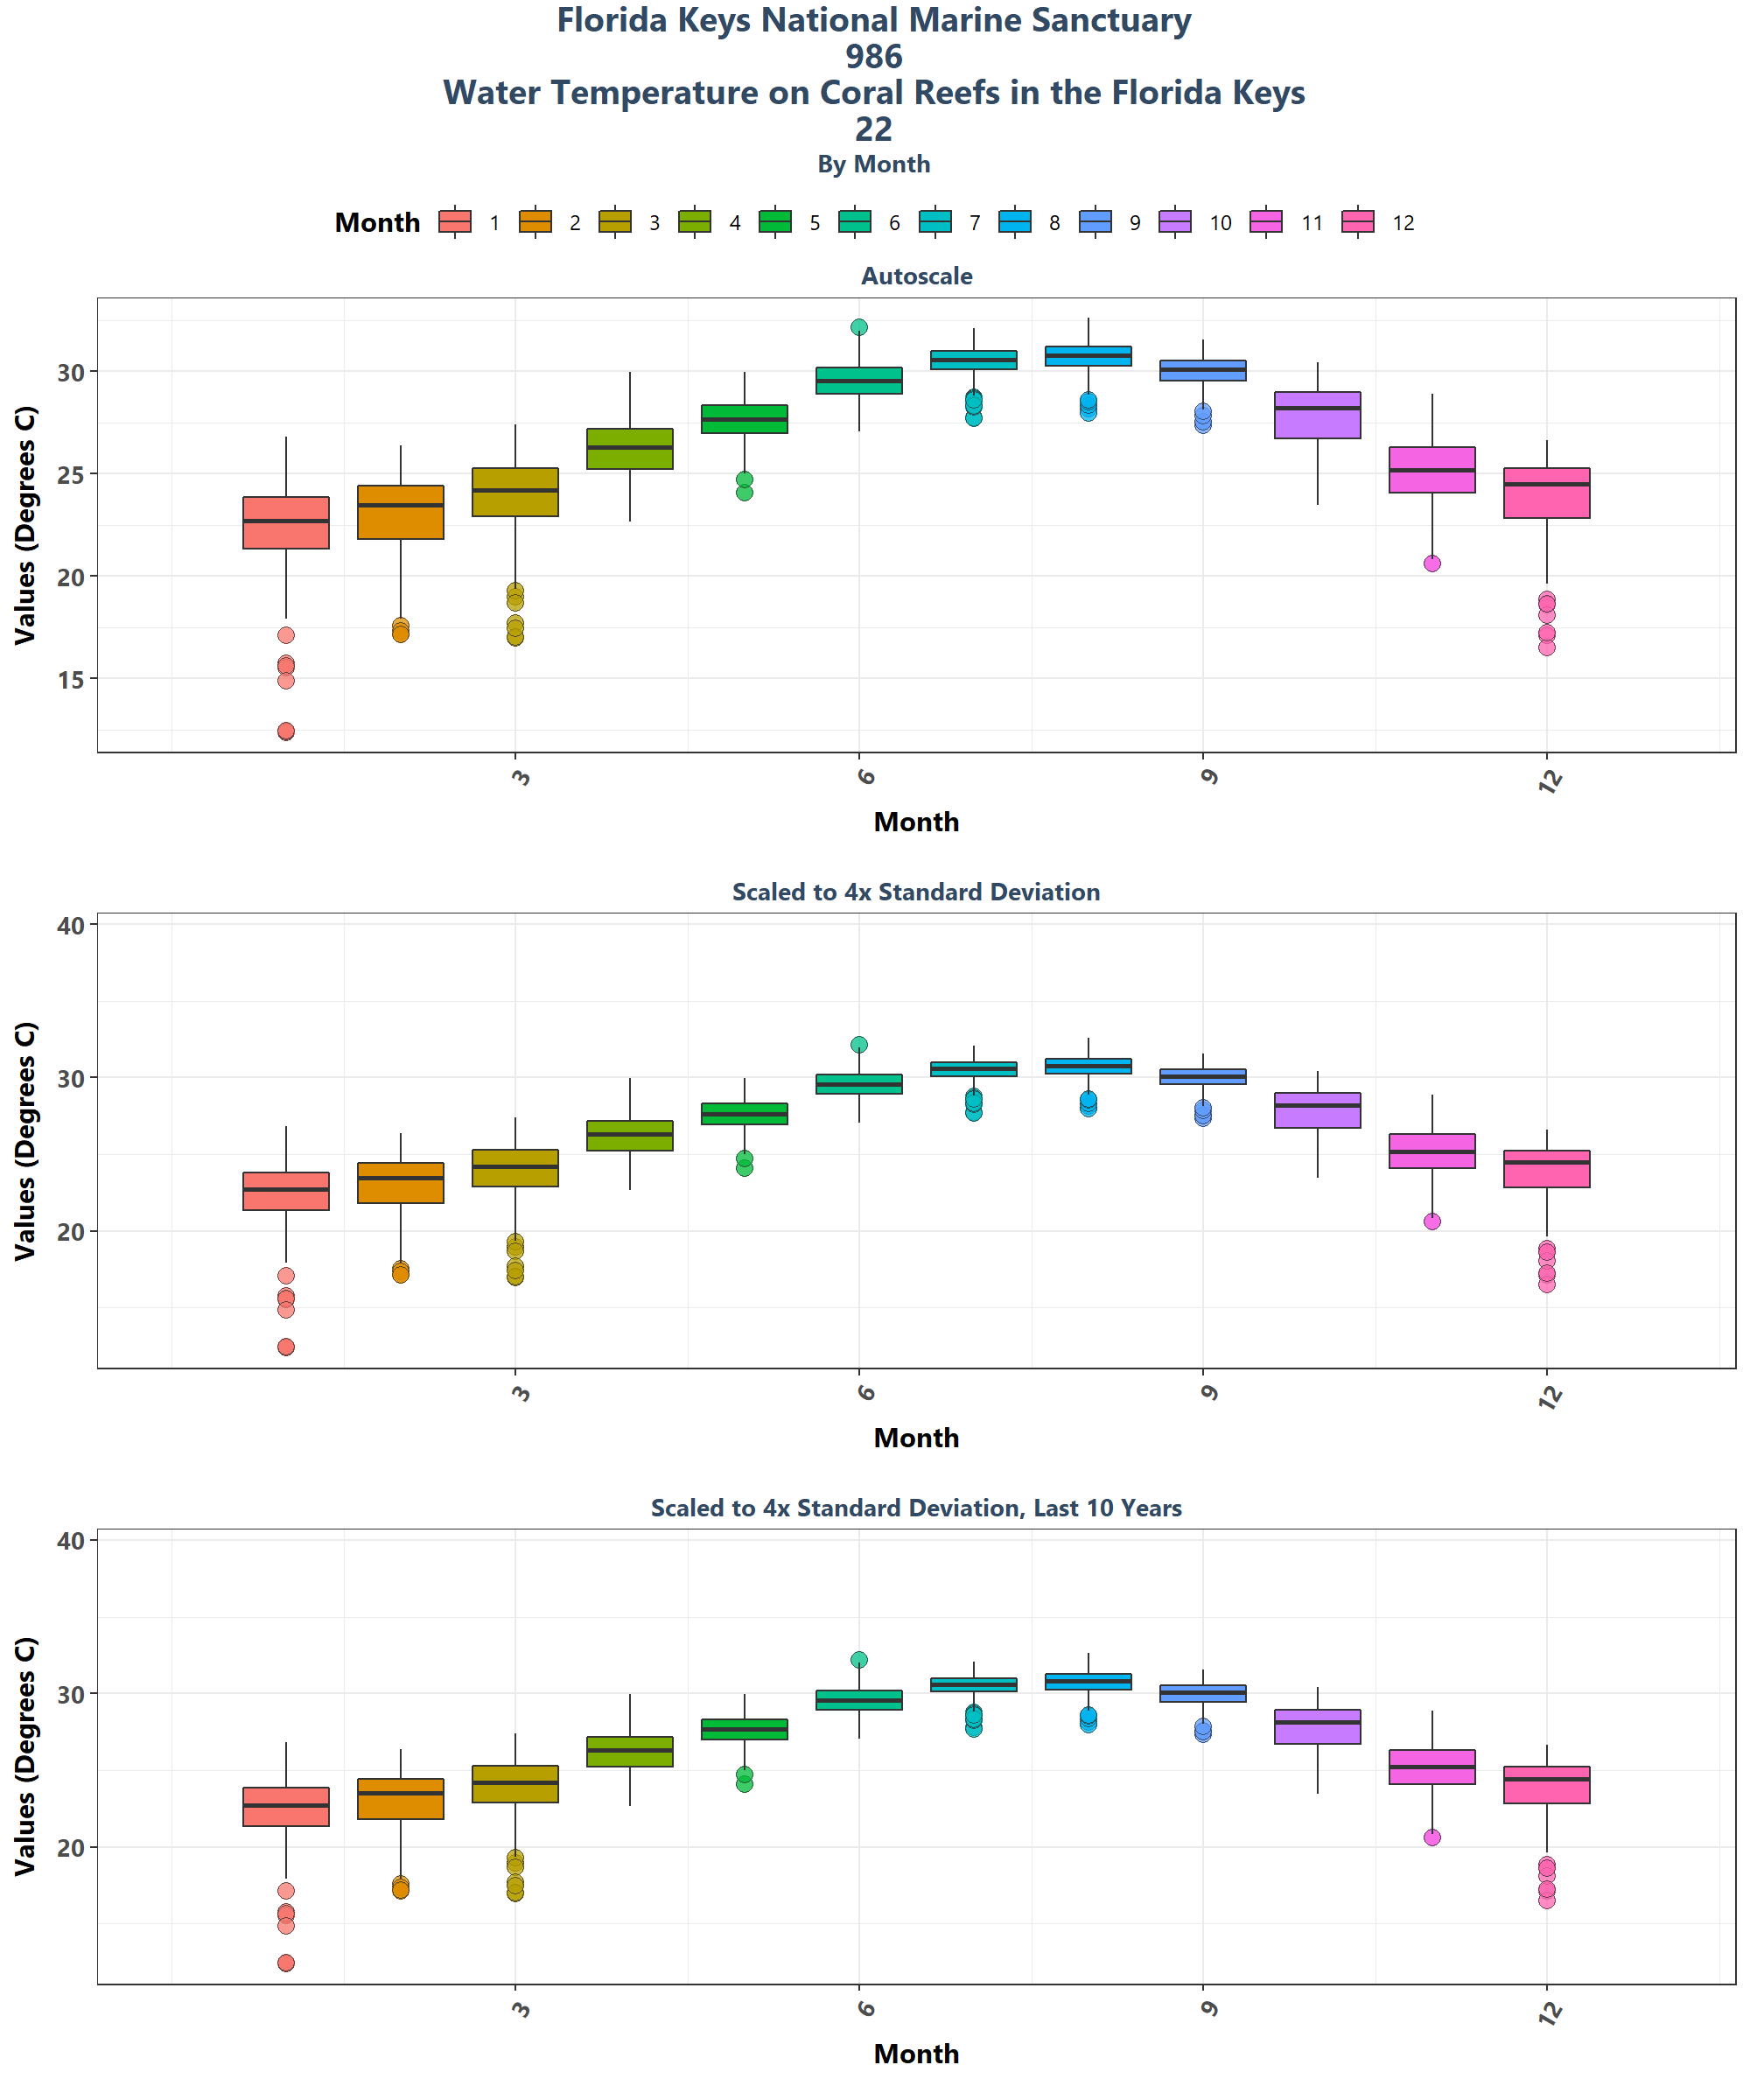 Florida Keys National Marine Sanctuary
986
Water Temperature on Coral Reefs in the Florida Keys
22
By Month
Month 1 2 3 4 5 6 7 8 9 10 11 12
Autoscale
Values (Degrees C)
30
25
20
15
3 6 9 12
Month
Scaled to 4x Standard Deviation
Values (Degrees C)
40
30
20
3 6 9 12
Month
Scaled to 4x Standard Deviation, Last 10 Years
Values (Degrees C)
40
30
20
3 6 9 12
Month